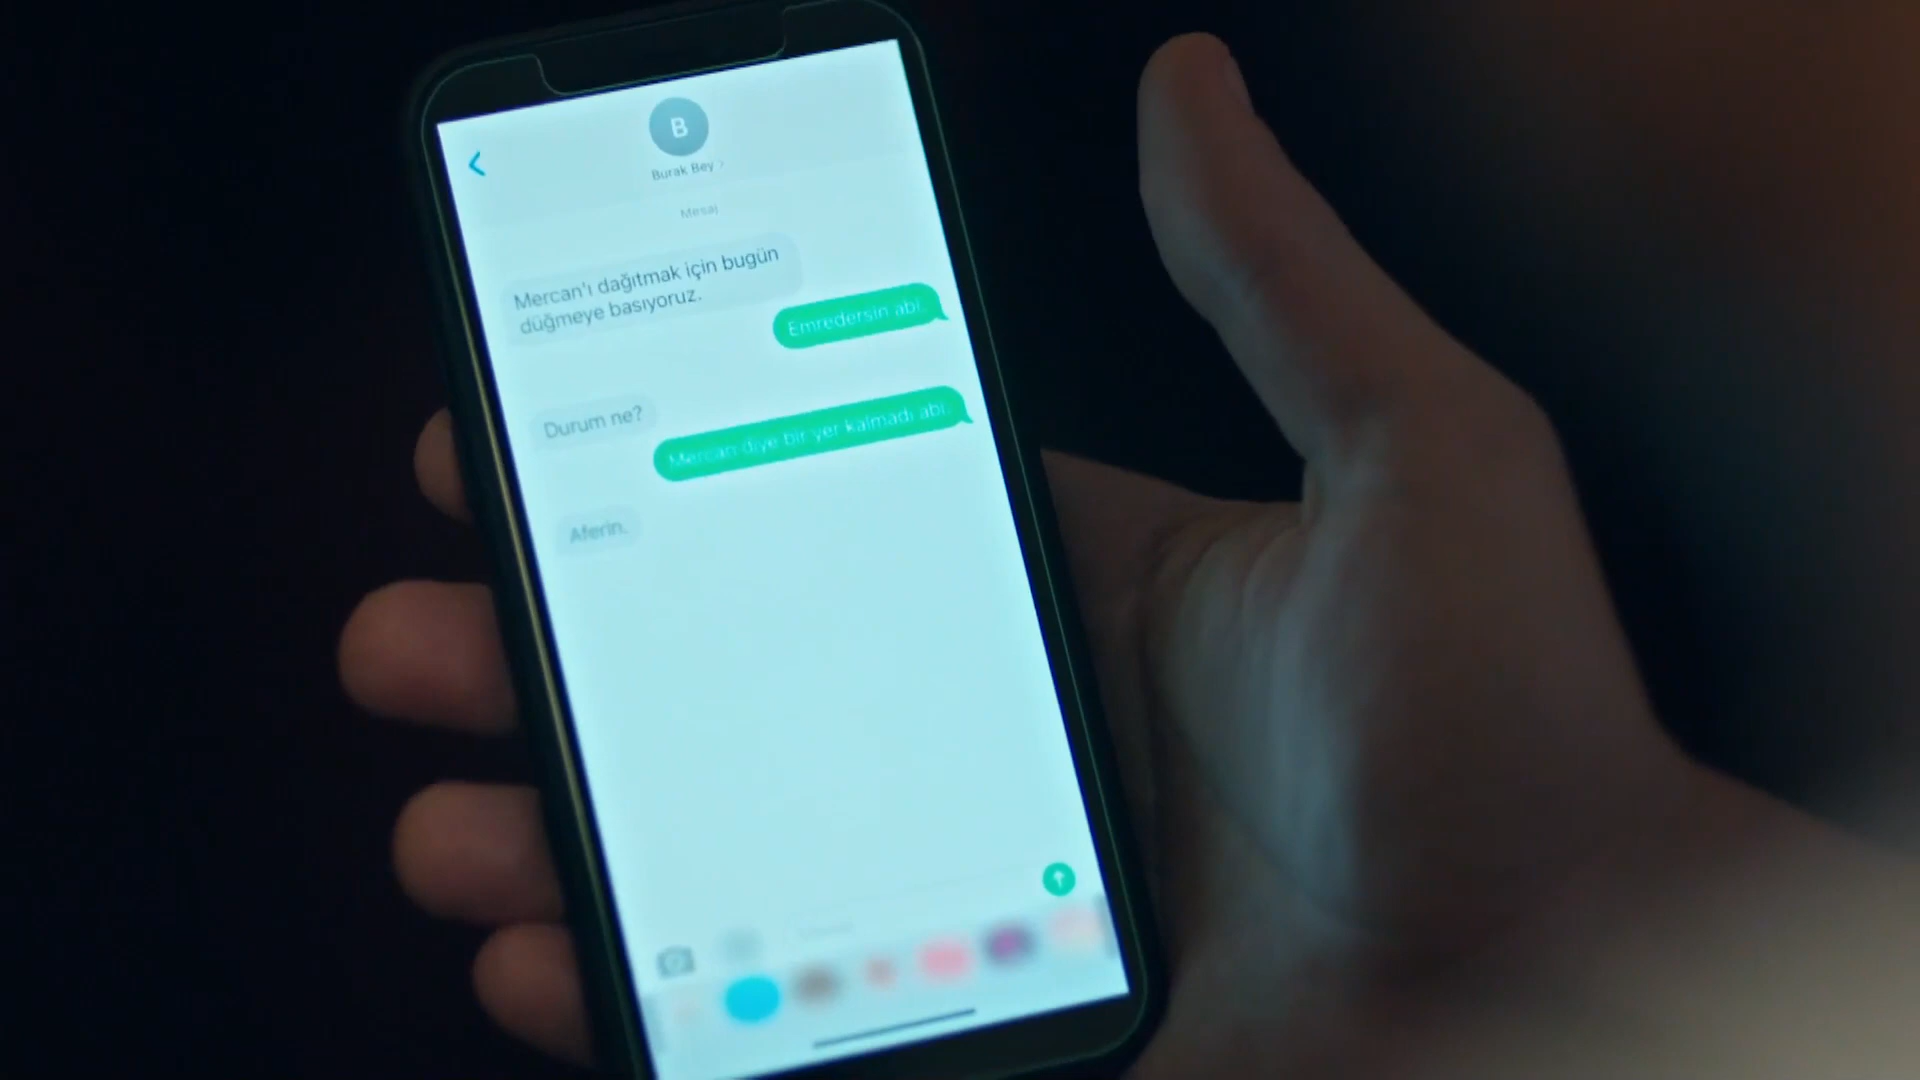 B
Burak Bey
Mesaj
Mercan'ı dağıtmak için bugün
düğmeye basıyoruz.
Emredersin abi.
Durum ne?
Mercan diye bir yer kalmadı abi.
Aferin.